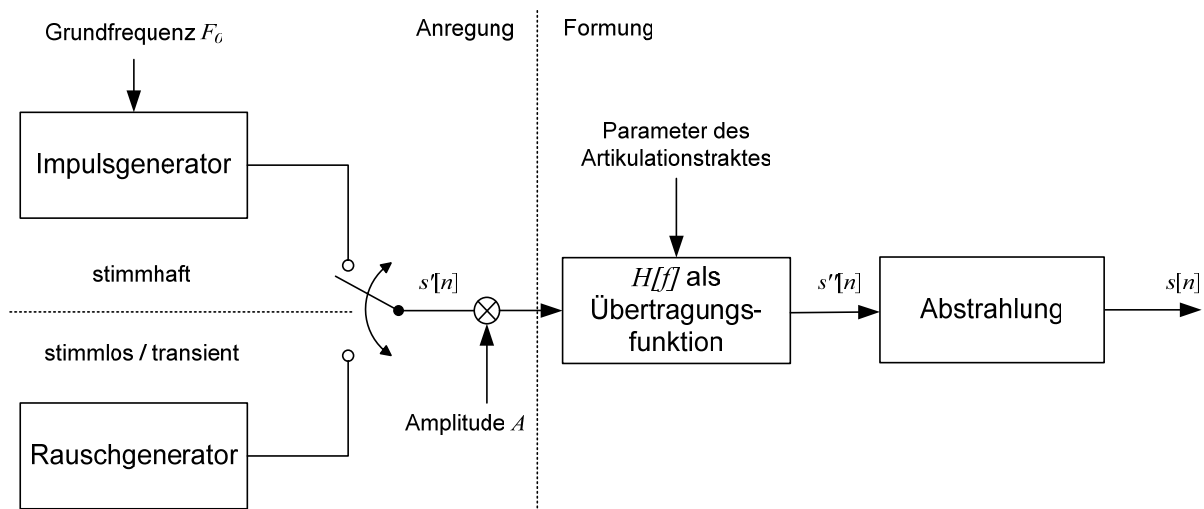 Grundfrequenz F₀
Anregung
Formung
Impulsgenerator
Parameter des
Artikulationstraktes
stimmhaft
s'[n]
H[f] als
Übertragungs-
funktion
s''[n]
Abstrahlung
s[n]
stimmlos / transient
Amplitude A
Rauschgenerator